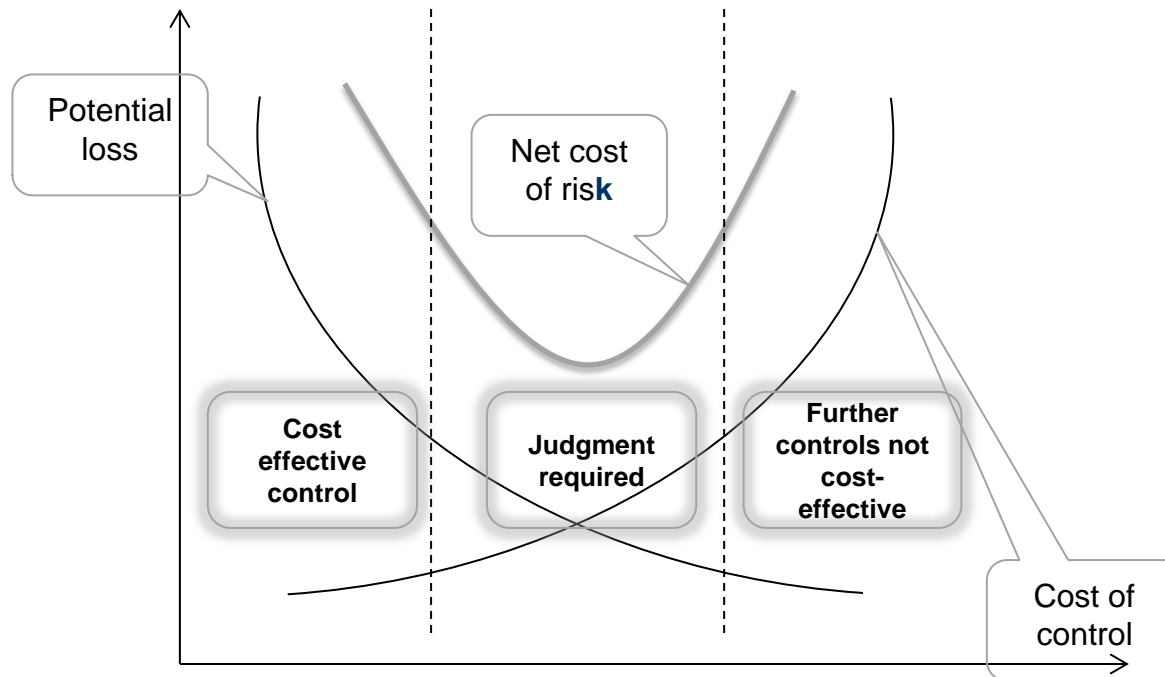 Potential
loss
Net cost
of risk
Cost
effective
control
Judgment
required
Further
controls not
cost-
effective
Cost of
control